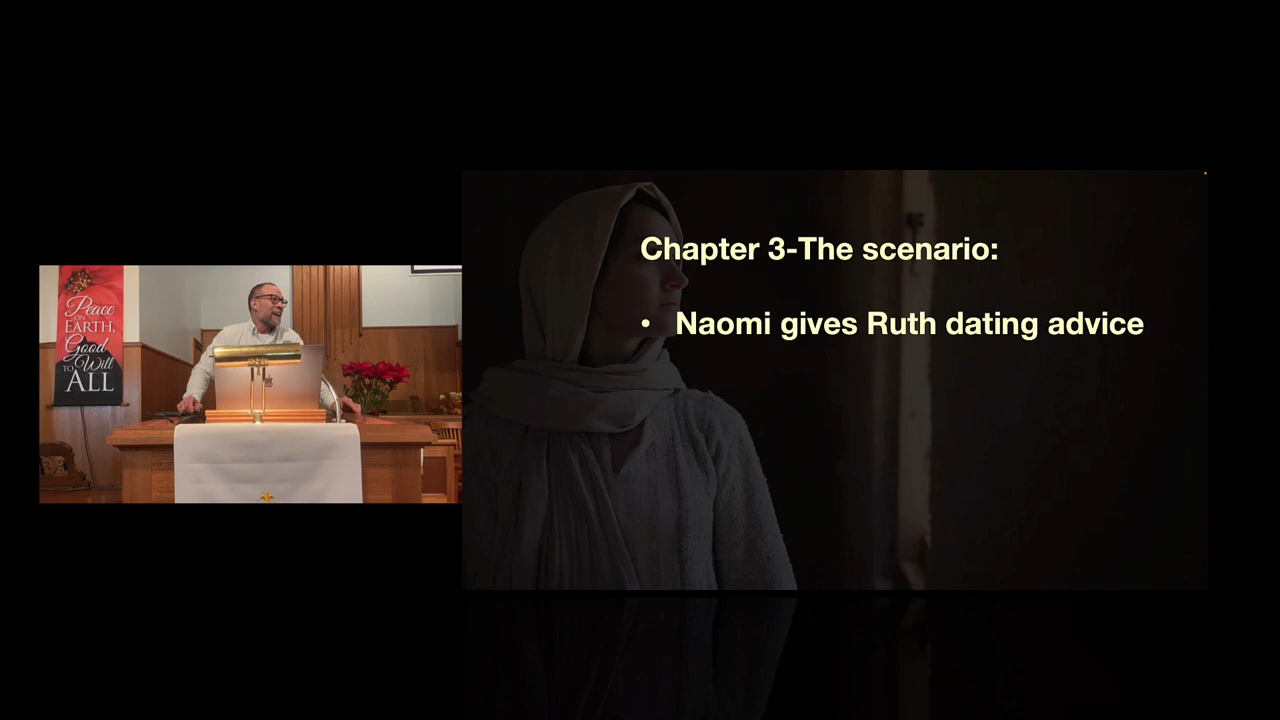 Peace
ON
EARTH,
Good
Will
TO
ALL
Chapter 3-The scenario:
• Naomi gives Ruth dating advice